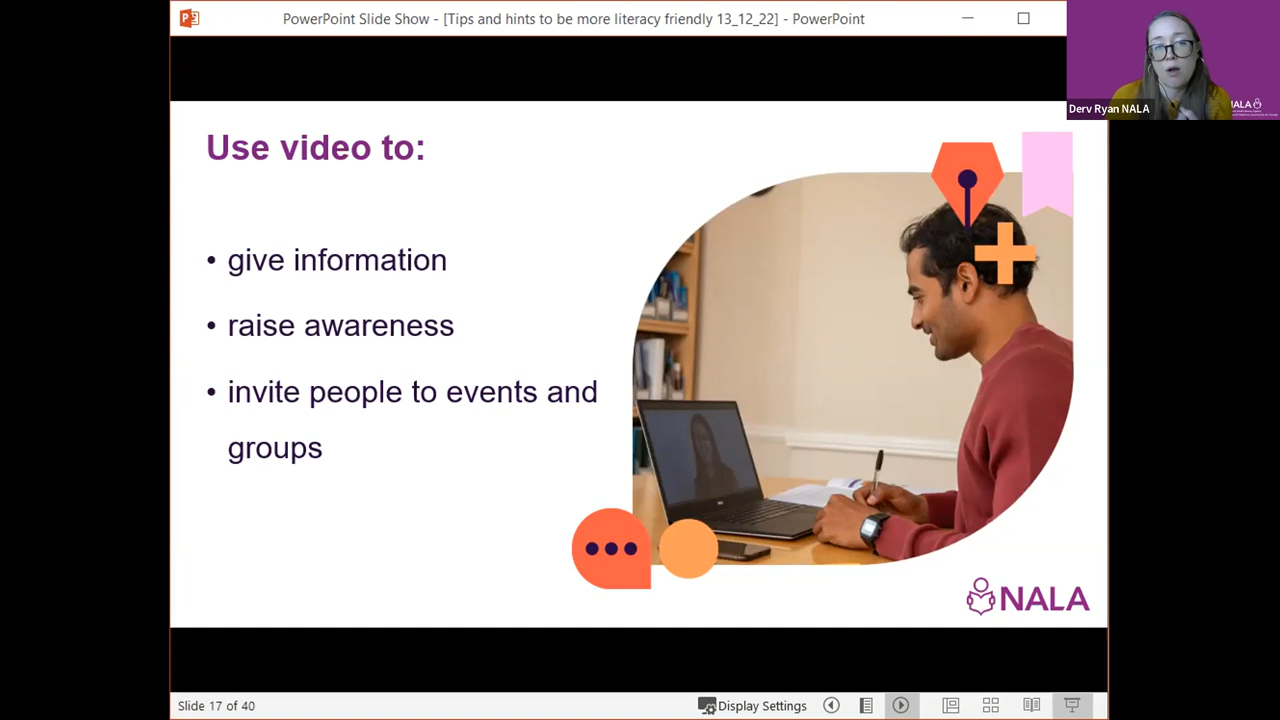 PowerPoint Slide Show - [Tips and hints to be more literacy friendly 13_12_22] - PowerPoint
Derv Ryan NALA
Use video to:
• give information
• raise awareness
• invite people to events and
groups
NALA
Slide 17 of 40
Display Settings